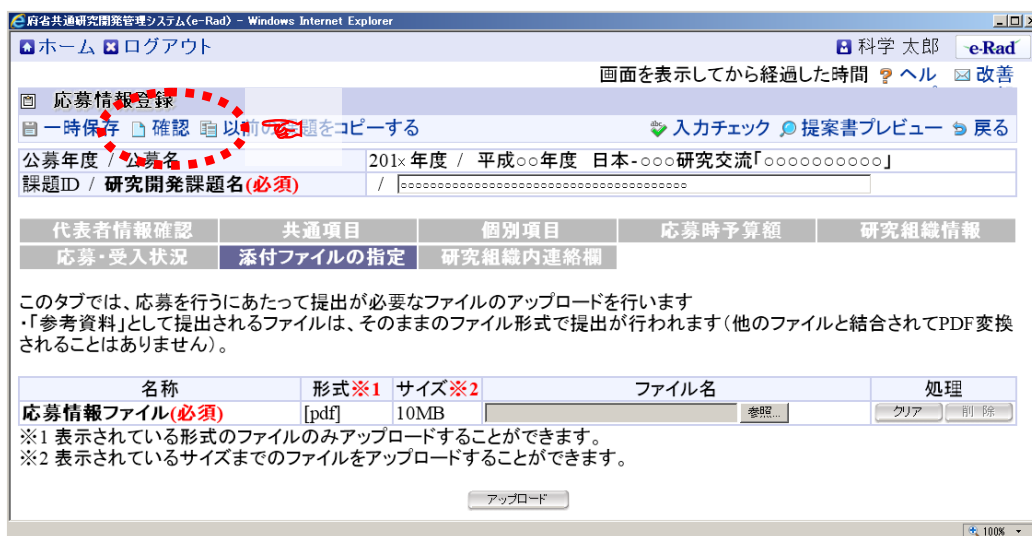 府省共通研究開発管理システム(e-Rad) - Windows Internet Explorer
ホーム ログアウト 科学 太郎 e-Rad
画面を表示してから経過した時間 ヘル 改善
応募情報登録
一時保存 確認 以前の課題をコピーする 入力チェック 提案書プレビュー 戻る
公募年度 / 公募名 201×年度 / 平成○○年度 日本-○○○研究交流「○○○○○○○○○○」
課題ID / 研究開発課題名(必須) /
代表者情報確認 共通項目 個別項目 応募時予算額 研究組織情報
応募・受入状況 添付ファイルの指定 研究組織内連絡欄
このタブでは、応募を行うにあたって提出が必要なファイルのアップロードを行います
・「参考資料」として提出されるファイルは、そのままのファイル形式で提出が行われます(他のファイルと結合されてPDF変換
されることはありません)。
名称 形式※1 サイズ※2 ファイル名 処理
応募情報ファイル(必須) [pdf] 10MB 参照... クリア 削除
※1 表示されている形式のファイルのみアップロードすることができます。
※2 表示されているサイズまでのファイルをアップロードすることができます。
アップロード
100%